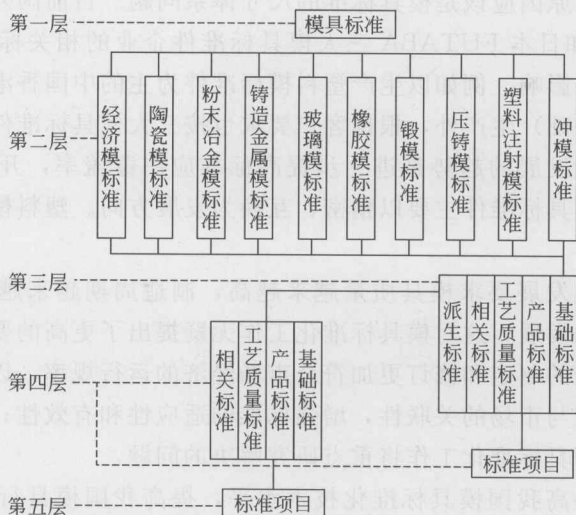 第一层
模具标准
第二层
经济模标准
陶瓷模标准
粉末冶金模标准
铸造金属模标准
玻璃模标准
橡胶模标准
锻模标准
压铸模标准
塑料注射模标准
冲模标准
第三层
派生标准
相关标准
工艺质量标准
产品标准
基础标准
第四层
相关标准
工艺质量标准
产品标准
基础标准
标准项目
第五层
标准项目